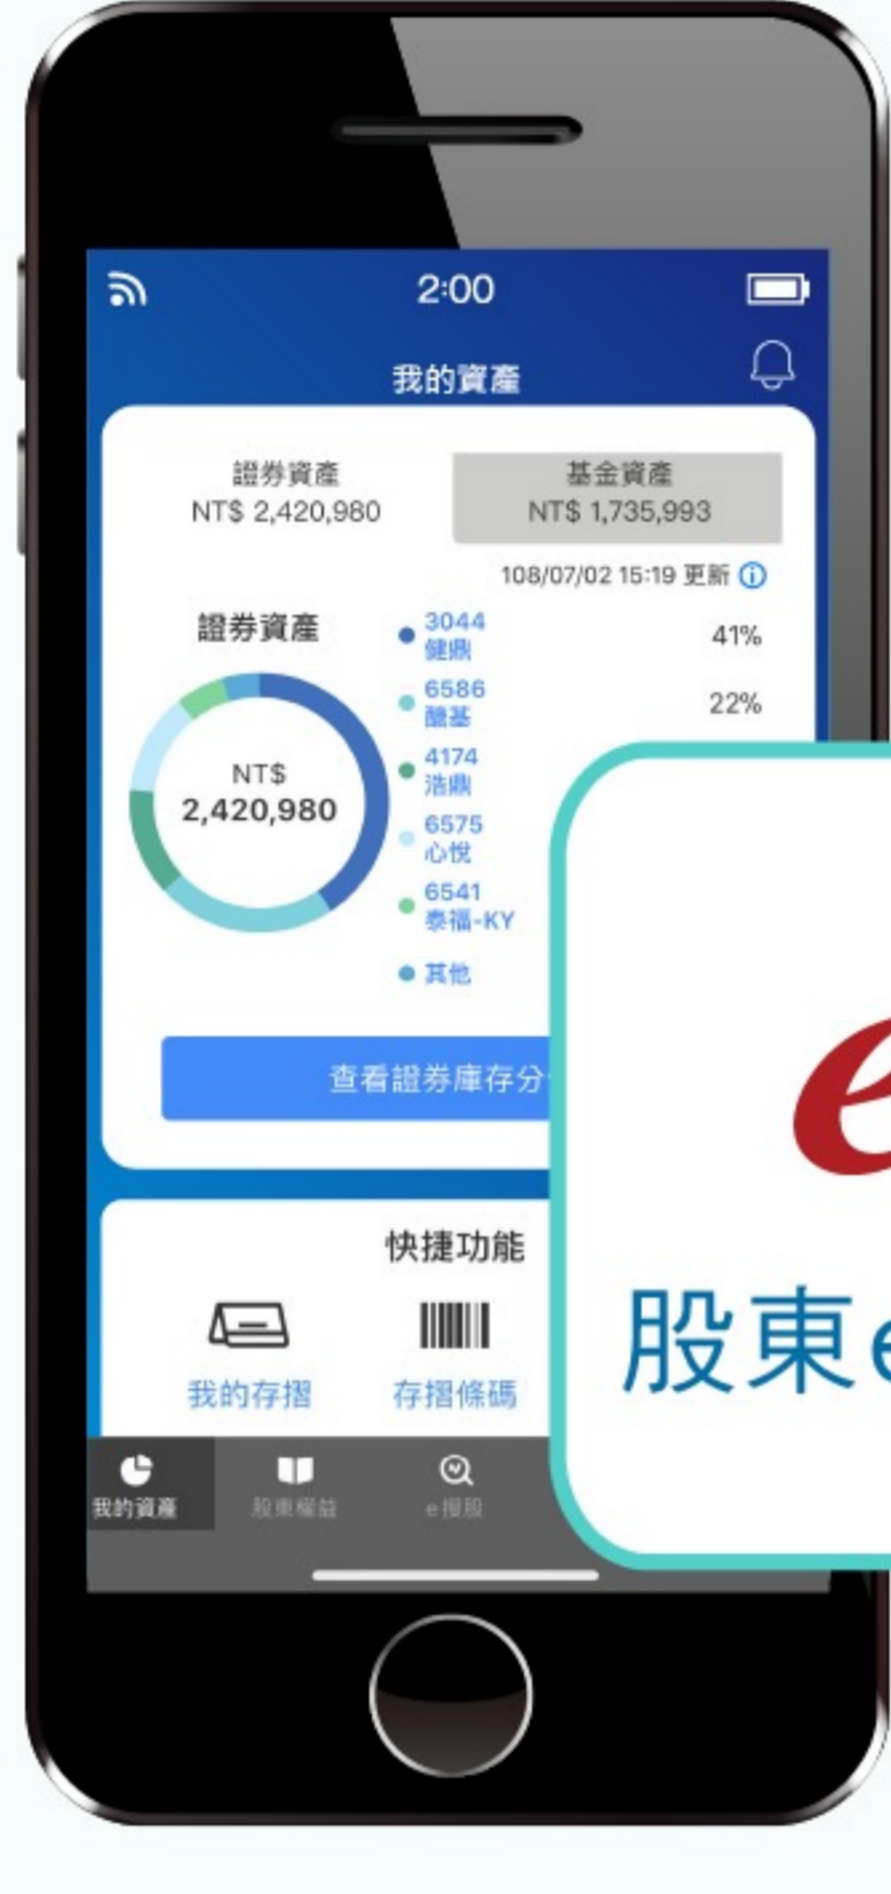 2:00
我的資產
證券資產
NT$ 2,420,980
基金資產
NT$ 1,735,993
108/07/02 15:19 更新
證券資產
NT$
2,420,980
3044
健鼎
41%
6586
醣基
22%
4174
浩鼎
6575
心悅
6541
泰福-KY
其他
查看證券庫存分
快捷功能
我的存摺
存摺條碼
我的資產
股東權益
e搜股
e
股東e